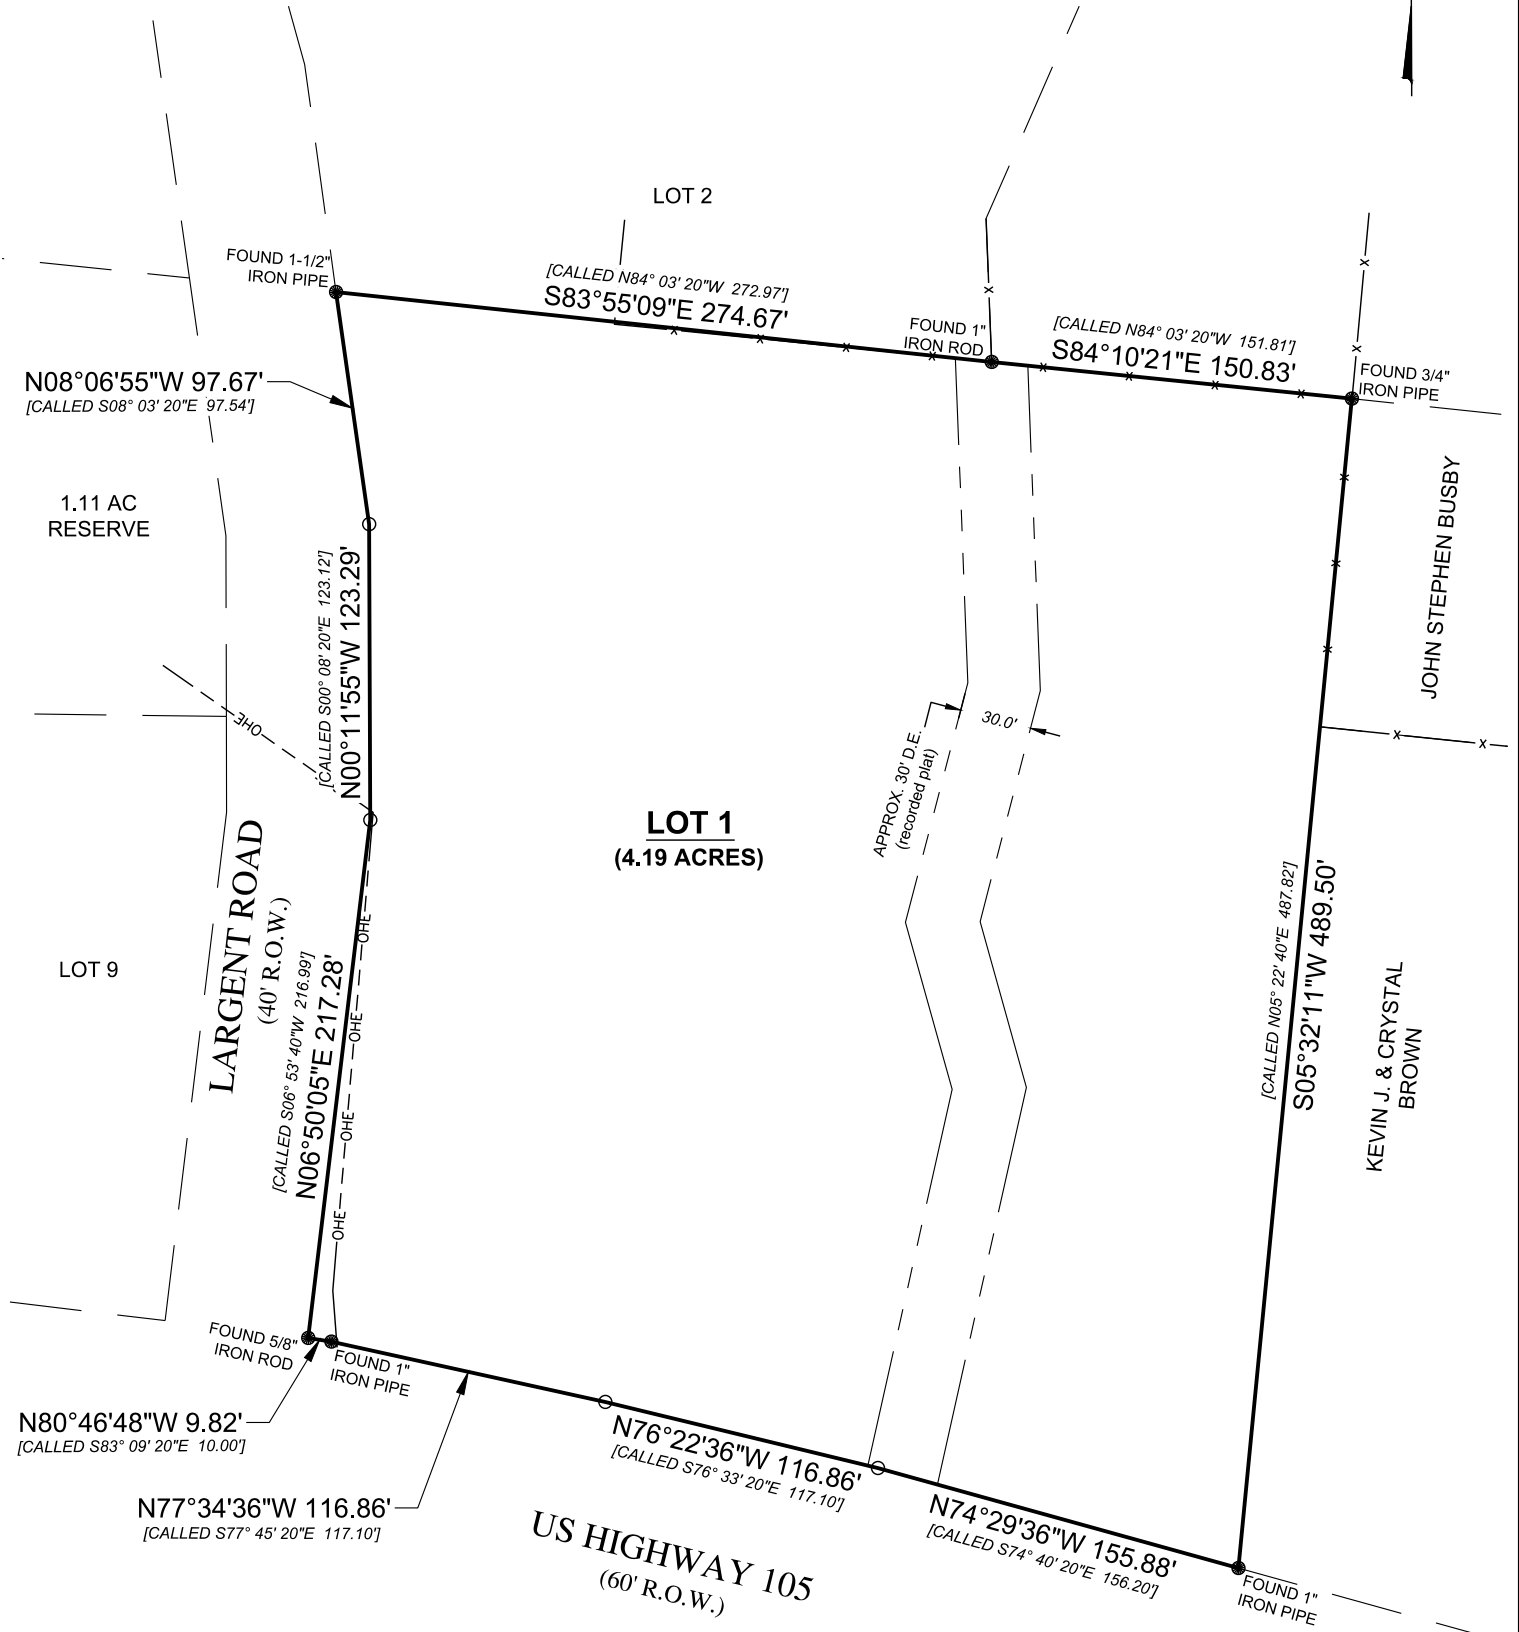 LOT 2
FOUND 1-1/2"
IRON PIPE
[CALLED N84° 03' 20"W 272.97']
S83°55'09"E 274.67'
FOUND 1"
IRON ROD
[CALLED N84° 03' 20"W 151.81']
S84°10'21"E 150.83'
FOUND 3/4"
IRON PIPE
N08°06'55"W 97.67'
[CALLED S08° 03' 20"E 97.54']
1.11 AC
RESERVE
JOHN STEPHEN BUSBY
[CALLED S00° 08' 20"E 123.12']
N00°11'55"W 123.29'
OHE
30.0'
APPROX. 30' D.E.
(recorded plat)
LOT 1
(4.19 ACRES)
LARGENT ROAD
(40' R.O.W.)
LOT 9
[CALLED S06° 53' 40"W 216.99']
N06°50'05"E 217.28'
OHE
OHE
OHE
OHE
[CALLED N05° 22' 40"E 487.82']
S05°32'11"W 489.50'
KEVIN J. & CRYSTAL
BROWN
FOUND 5/8"
IRON ROD
FOUND 1"
IRON PIPE
N80°46'48"W 9.82'
[CALLED S83° 09' 20"E 10.00']
N77°34'36"W 116.86'
[CALLED S77° 45' 20"E 117.10']
N76°22'36"W 116.86'
[CALLED S76° 33' 20"E 117.10']
N74°29'36"W 155.88'
[CALLED S74° 40' 20"E 156.20']
US HIGHWAY 105
(60' R.O.W.)
FOUND 1"
IRON PIPE